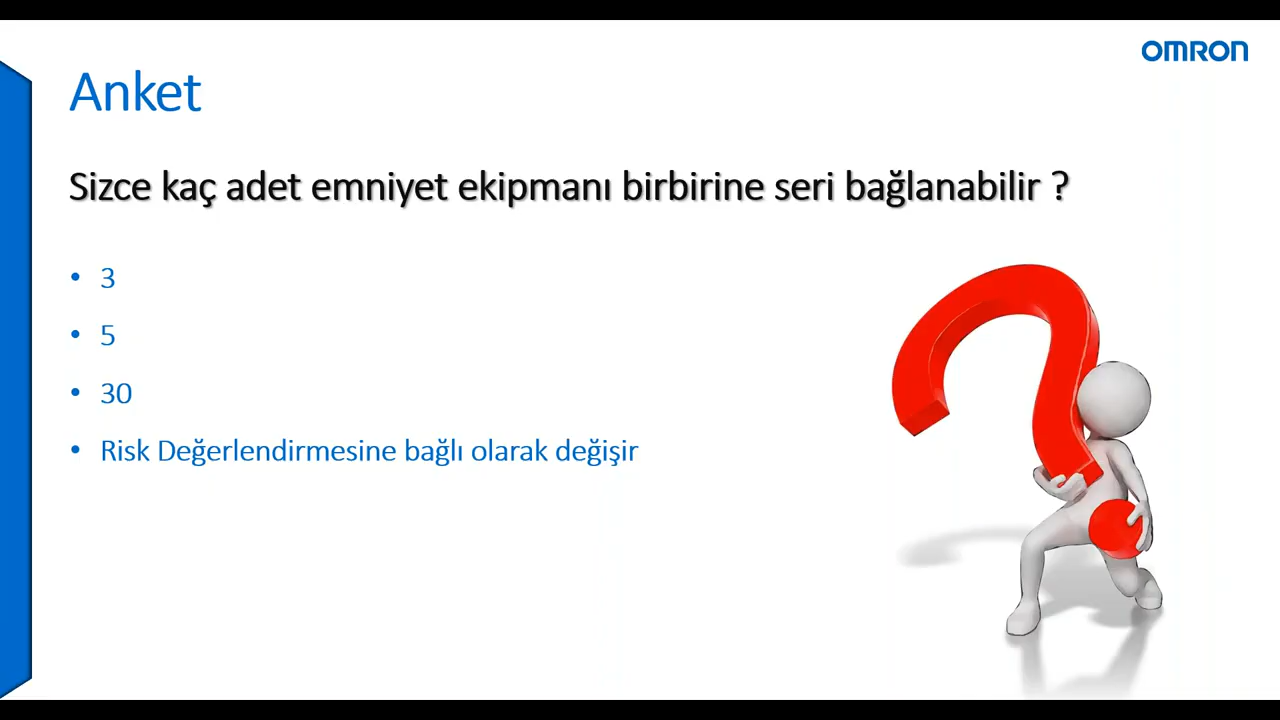 OMRON
Anket
Sizce kaç adet emniyet ekipmanı birbirine seri bağlanabilir ?
• 3
• 5
• 30
• Risk Değerlendirmesine bağlı olarak değişir